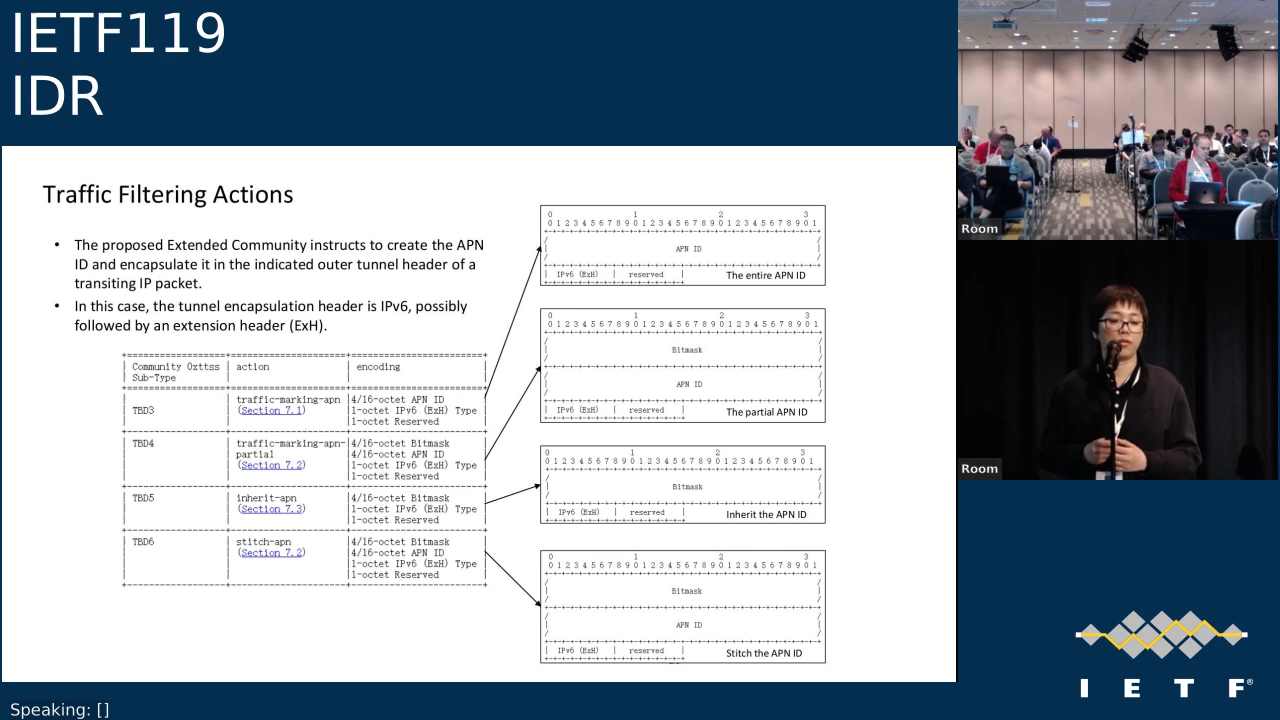 IETF119
IDR
Traffic Filtering Actions
• The proposed Extended Community instructs to create the APN
ID and encapsulate it in the indicated outer tunnel header of a
transiting IP packet.
• In this case, the tunnel encapsulation header is IPv6, possibly
followed by an extension header (ExH).
Community 0xttss | action | encoding
Sub-Type
TBD3 | traffic-marking-apn | 4/16-octet APN ID
(Section 7.1) | 1-octet IPv6 (ExH) Type
1-octet Reserved
TBD4 | traffic-marking-apn- | 4/16-octet Bitmask
partial | 4/16-octet APN ID
(Section 7.2) | 1-octet IPv6 (ExH) Type
1-octet Reserved
TBD5 | inherit-apn | 4/16-octet Bitmask
(Section 7.3) | 1-octet IPv6 (ExH) Type
1-octet Reserved
TBD6 | stitch-apn | 4/16-octet Bitmask
(Section 7.2) | 4/16-octet APN ID
1-octet IPv6 (ExH) Type
1-octet Reserved
0 1 2 3
0 1 2 3 4 5 6 7 8 9 0 1 2 3 4 5 6 7 8 9 0 1 2 3 4 5 6 7 8 9 0 1
APN ID
| IPv6 (ExH) | reserved | The entire APN ID
0 1 2 3
0 1 2 3 4 5 6 7 8 9 0 1 2 3 4 5 6 7 8 9 0 1 2 3 4 5 6 7 8 9 0 1
Bitmask
APN ID
| IPv6 (ExH) | reserved | The partial APN ID
0 1 2 3
0 1 2 3 4 5 6 7 8 9 0 1 2 3 4 5 6 7 8 9 0 1 2 3 4 5 6 7 8 9 0 1
Bitmask
| IPv6 (ExH) | reserved | Inherit the APN ID
0 1 2 3
0 1 2 3 4 5 6 7 8 9 0 1 2 3 4 5 6 7 8 9 0 1 2 3 4 5 6 7 8 9 0 1
Bitmask
APN ID
| IPv6 (ExH) | reserved | Stitch the APN ID
Room
Room
I E T F®
Speaking: []